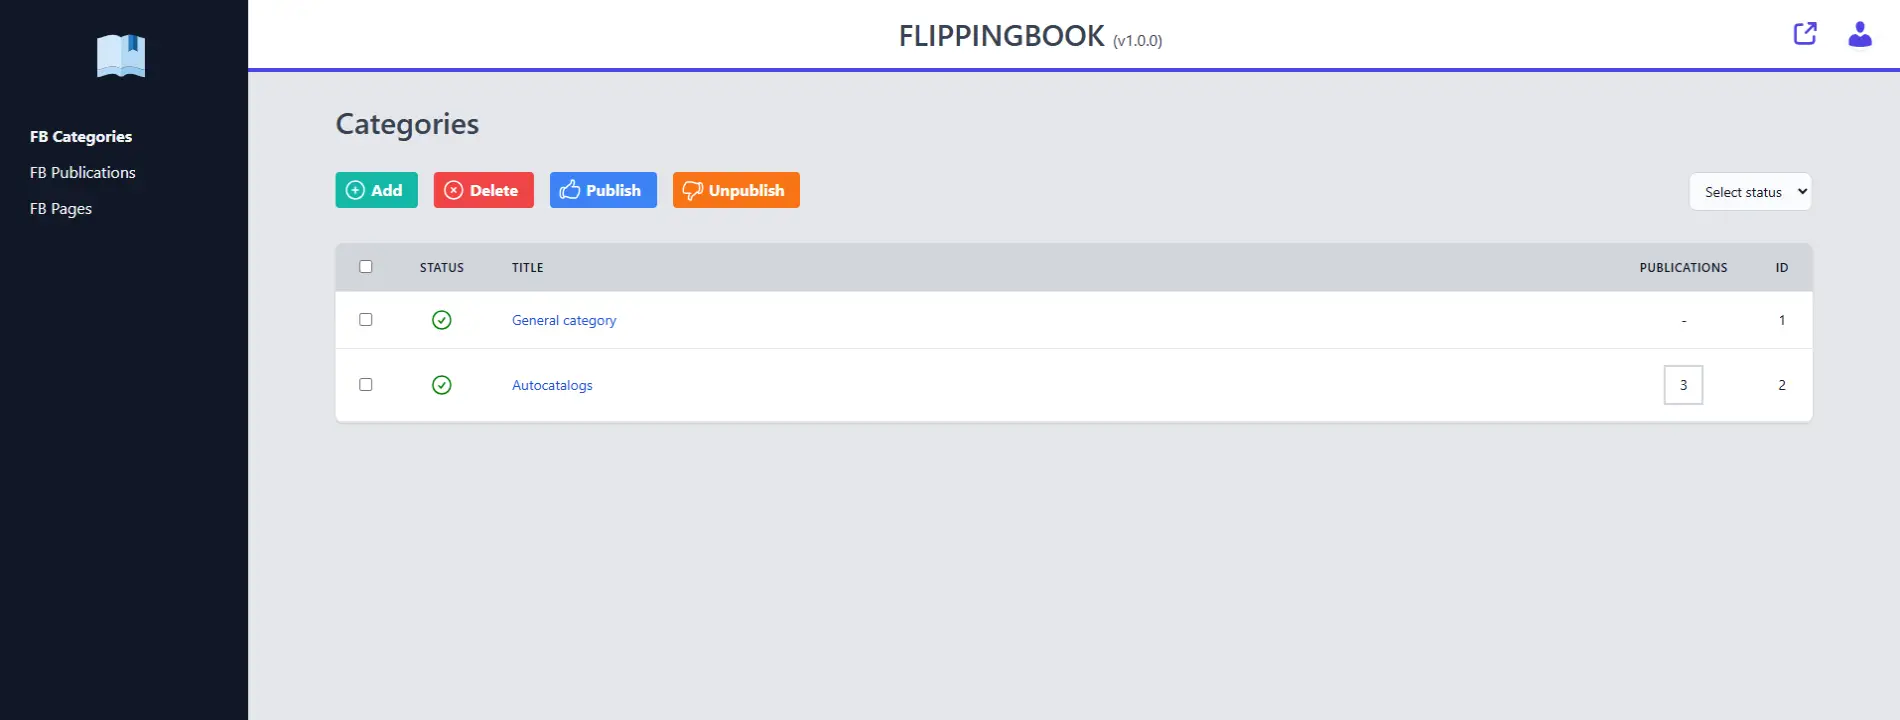 FLIPPINGBOOK (v1.0.0)
FB Categories
FB Publications
FB Pages
Categories
Add Delete Publish Unpublish Select status
STATUS TITLE PUBLICATIONS ID
General category - 1
Autocatalogs 3 2